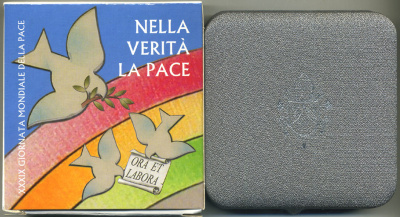 NELLA
VERITÀ
LA PACE
XXXIX GIORNATA MONDIALE DELLA PACE
ORA ET
LABORA